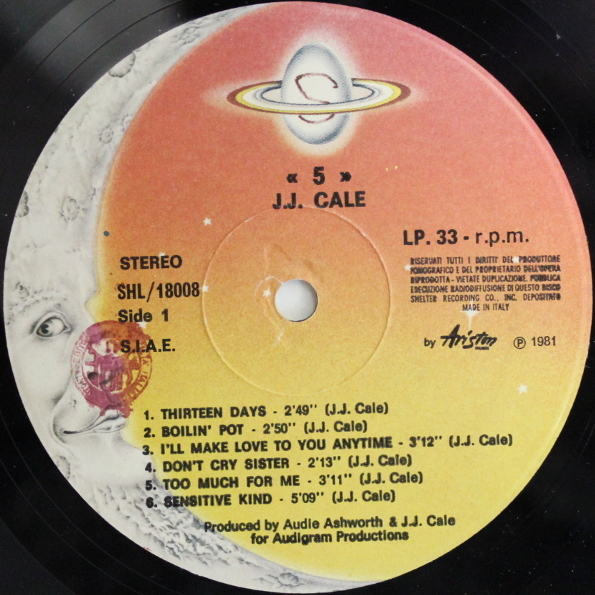 S
« 5 »
J.J. CALE
LP. 33 - r.p.m.
STEREO
SHL/18008
Side 1
S.I.A.E.
RISERVATI TUTTI I DIRITTI DEL PRODUTTORE
FONOGRAFICO E DEL PROPRIETARIO DELL'OPERA
RIPRODOTTA - VIETATE DUPLICAZIONE, PUBBLICA
ESECUZIONE RADIODIFFUSIONE DI QUESTO DISCO
SHELTER RECORDING CO., INC. DEPOSITATO
MADE IN ITALY
by Ariston ℗ 1981
1. THIRTEEN DAYS - 2'49'' (J.J. Cale)
2. BOILIN' POT - 2'50'' (J.J. Cale)
3. I'LL MAKE LOVE TO YOU ANYTIME - 3'12'' (J.J. Cale)
4. DON'T CRY SISTER - 2'13'' (J.J. Cale)
5. TOO MUCH FOR ME - 3'11'' (J.J. Cale)
6. SENSITIVE KIND - 5'09'' (J.J. Cale)
Produced by Audie Ashworth & J.J. Cale
for Audigram Productions